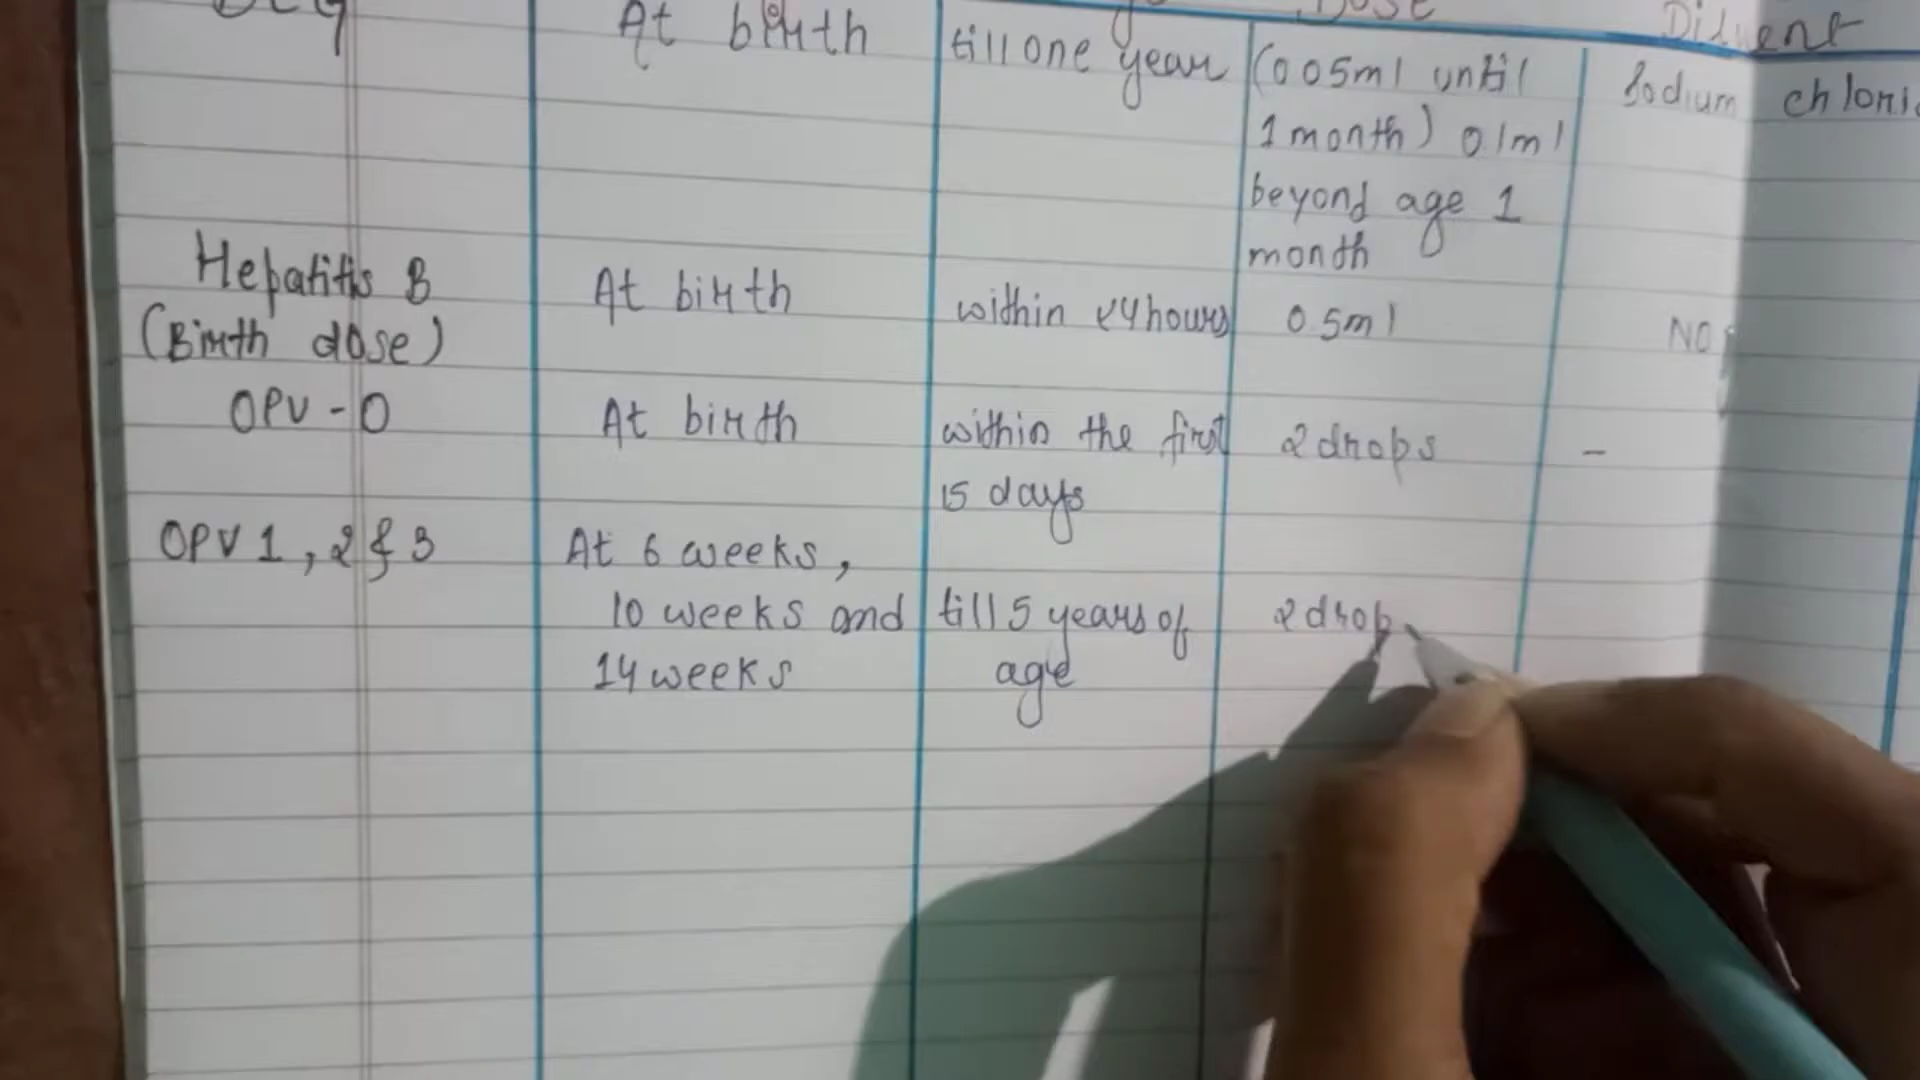 Dose
Diluent
At birth
till one year
(0 05ml until
1 month) 0.1ml
beyond age 1
month
Sodium chlori
Hepatitis B
(Birth dose)
At birth
within 24hours
0.5ml
NO
OPV - 0
At birth
within the first
15 days
2 drops
-
OPV 1, 2 & 3
At 6 weeks,
10 weeks and
14 weeks
till 5 years of
age
2 drop